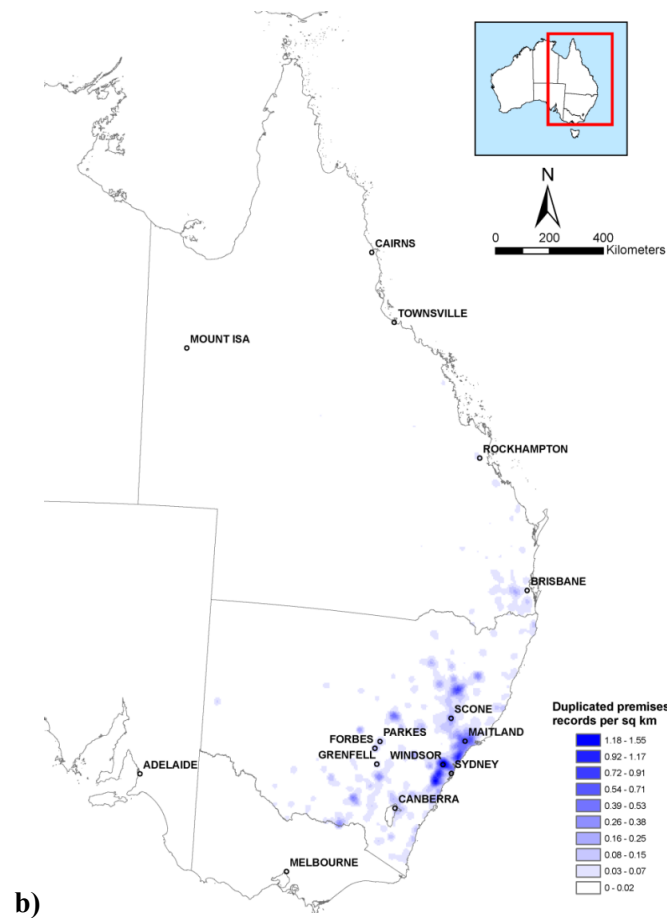 N
0 200 400
Kilometers
CAIRNS
TOWNSVILLE
MOUNT ISA
ROCKHAMPTON
BRISBANE
SCONE
PARKES
MAITLAND
FORBES
GRENFELL
WINDSOR
SYDNEY
ADELAIDE
CANBERRA
MELBOURNE
Duplicated premises
records per sq km
1.18 - 1.55
0.92 - 1.17
0.72 - 0.91
0.54 - 0.71
0.39 - 0.53
0.26 - 0.38
0.16 - 0.25
0.08 - 0.15
0.03 - 0.07
0 - 0.02
b)